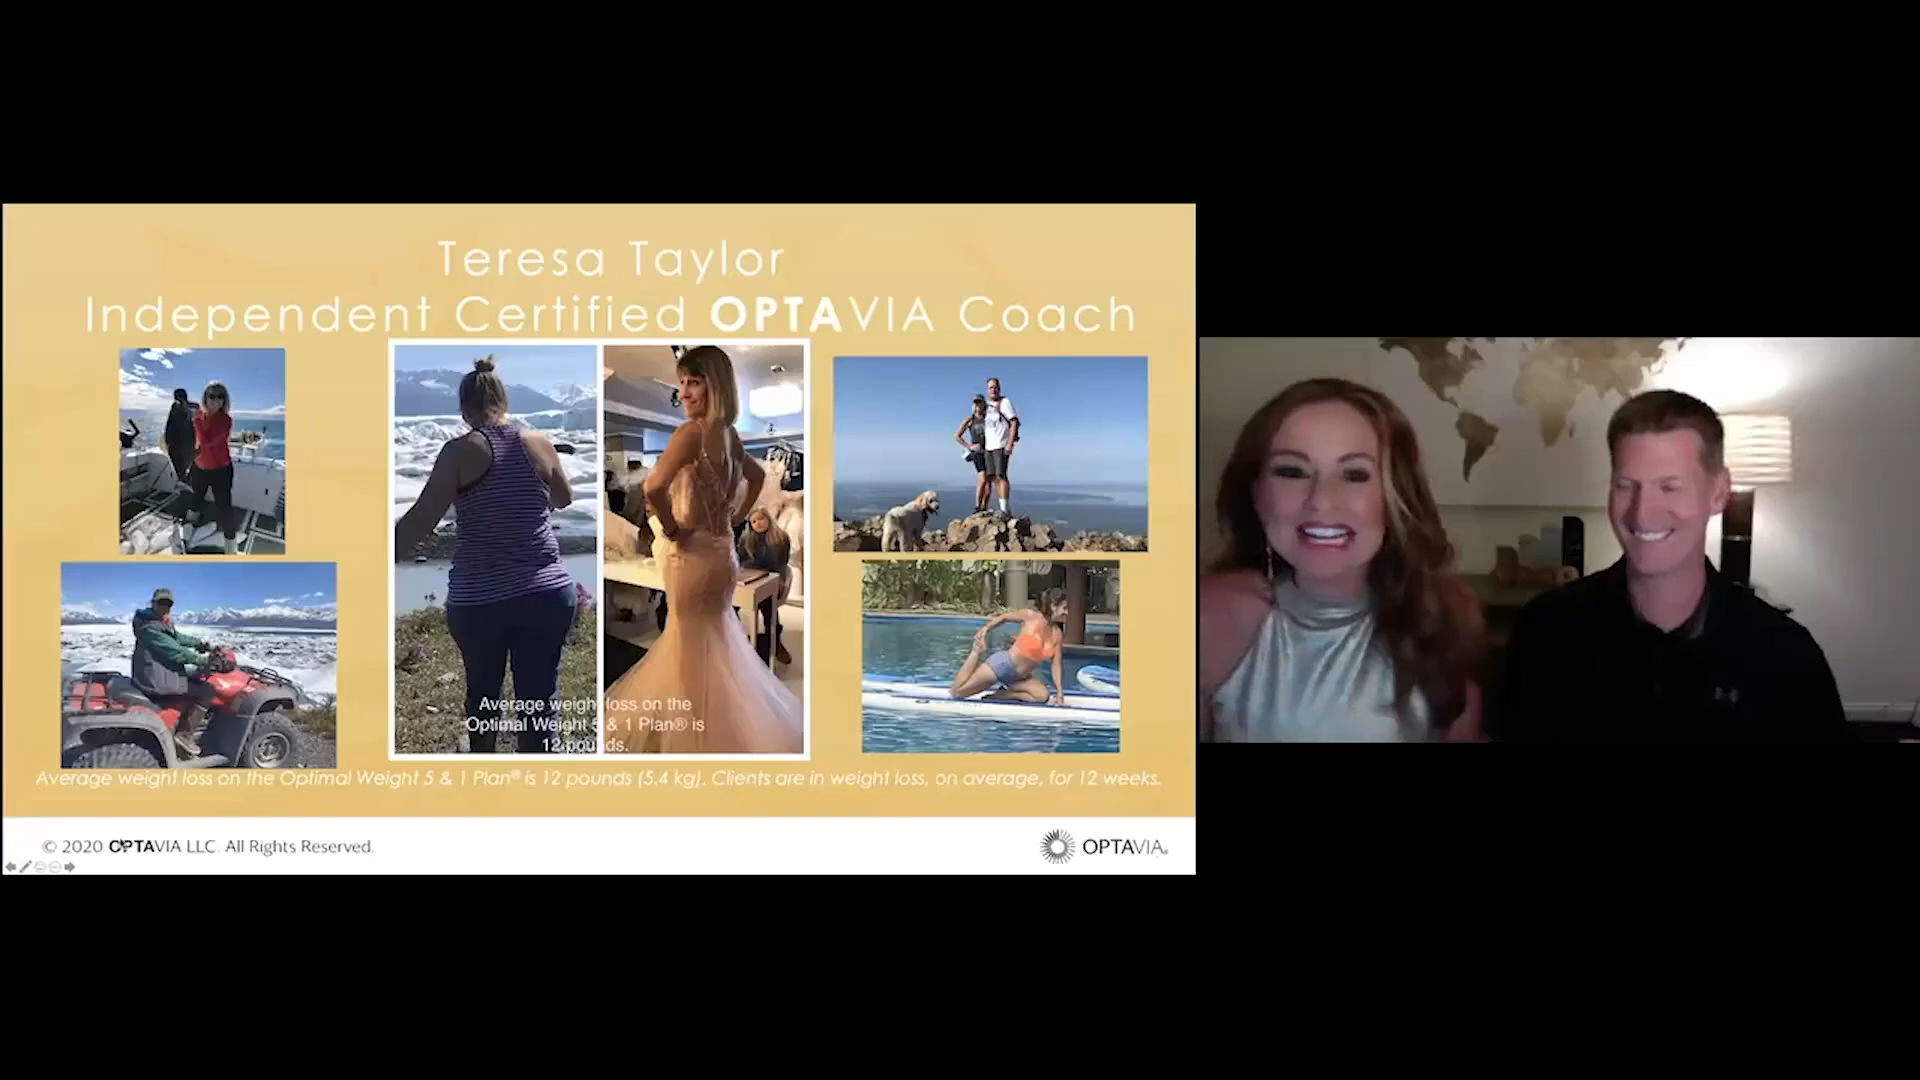 Teresa Taylor
Independent Certified OPTAVIA Coach
Average weight loss on the
Optimal Weight 5 & 1 Plan® is
12 pounds.
Average weight loss on the Optimal Weight 5 & 1 Plan® is 12 pounds (5.4 kg). Clients are in weight loss, on average, for 12 weeks.
© 2020 OPTAVIA LLC. All Rights Reserved.
OPTAVIA